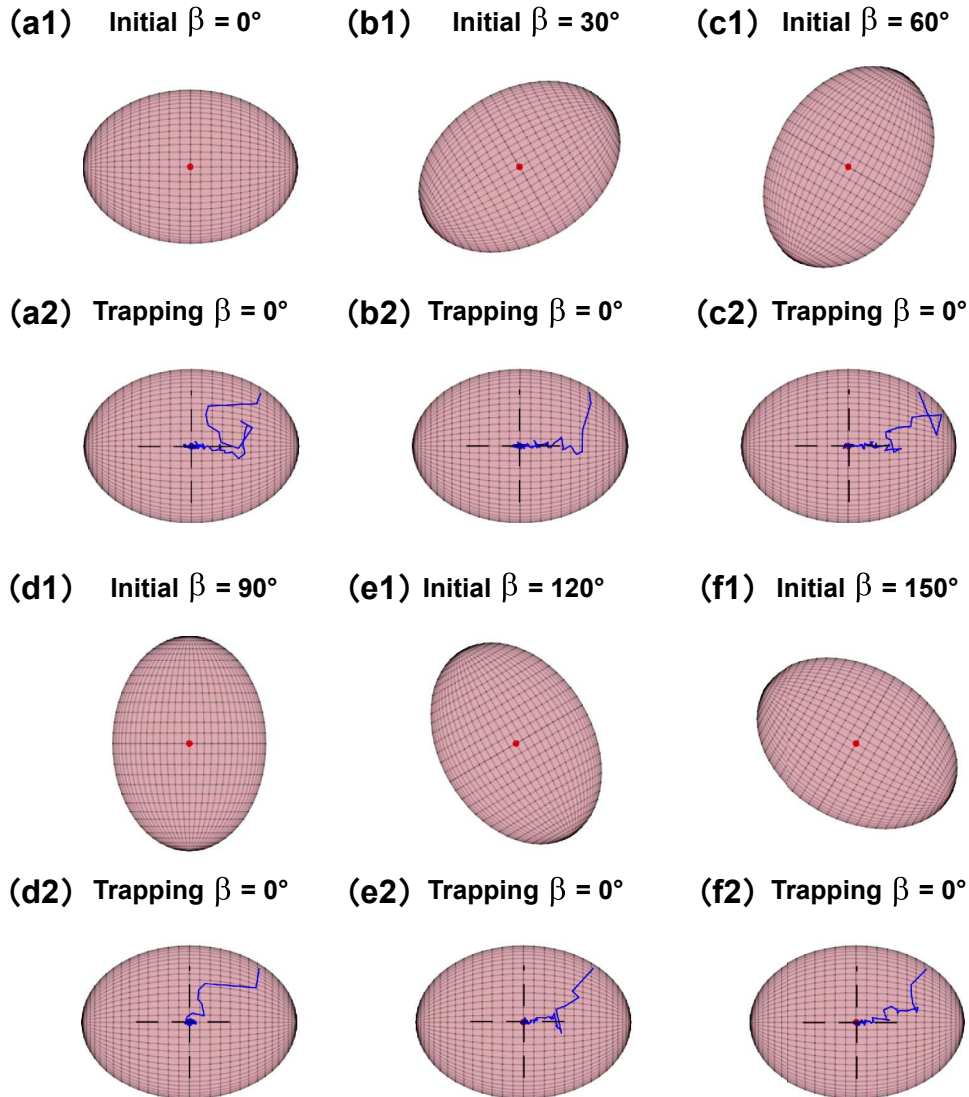 (a1) Initial β = 0°
(b1) Initial β = 30°
(c1) Initial β = 60°
(a2) Trapping β = 0°
(b2) Trapping β = 0°
(c2) Trapping β = 0°
(d1) Initial β = 90°
(e1) Initial β = 120°
(f1) Initial β = 150°
(d2) Trapping β = 0°
(e2) Trapping β = 0°
(f2) Trapping β = 0°